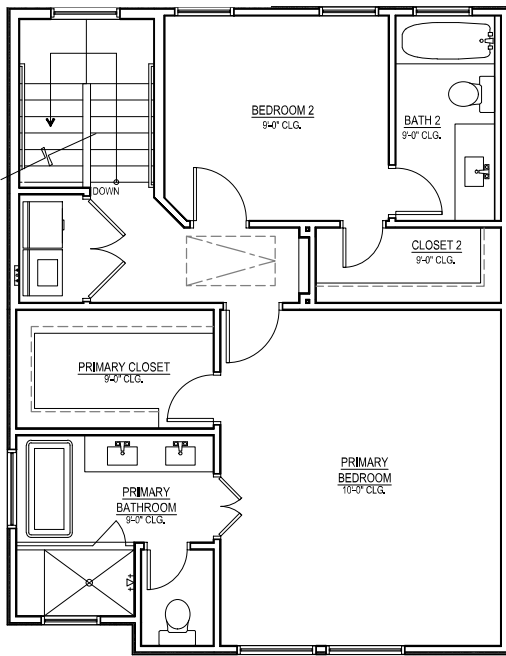 BEDROOM 2
9'-0" CLG.
BATH 2
9'-0" CLG.
DOWN
CLOSET 2
9'-0" CLG.
PRIMARY CLOSET
9'-0" CLG.
PRIMARY
BEDROOM
10'-0" CLG.
PRIMARY
BATHROOM
9'-0" CLG.